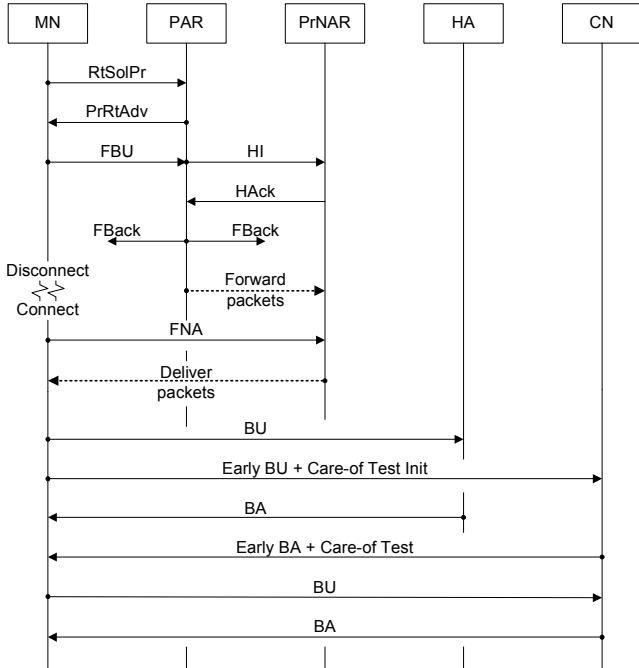 MN PAR PrNAR HA CN
RtSolPr
PrRtAdv
FBU HI
HAck
FBack FBack
Disconnect
Forward
packets
Connect
FNA
Deliver
packets
BU
Early BU + Care-of Test Init
BA
Early BA + Care-of Test
BU
BA